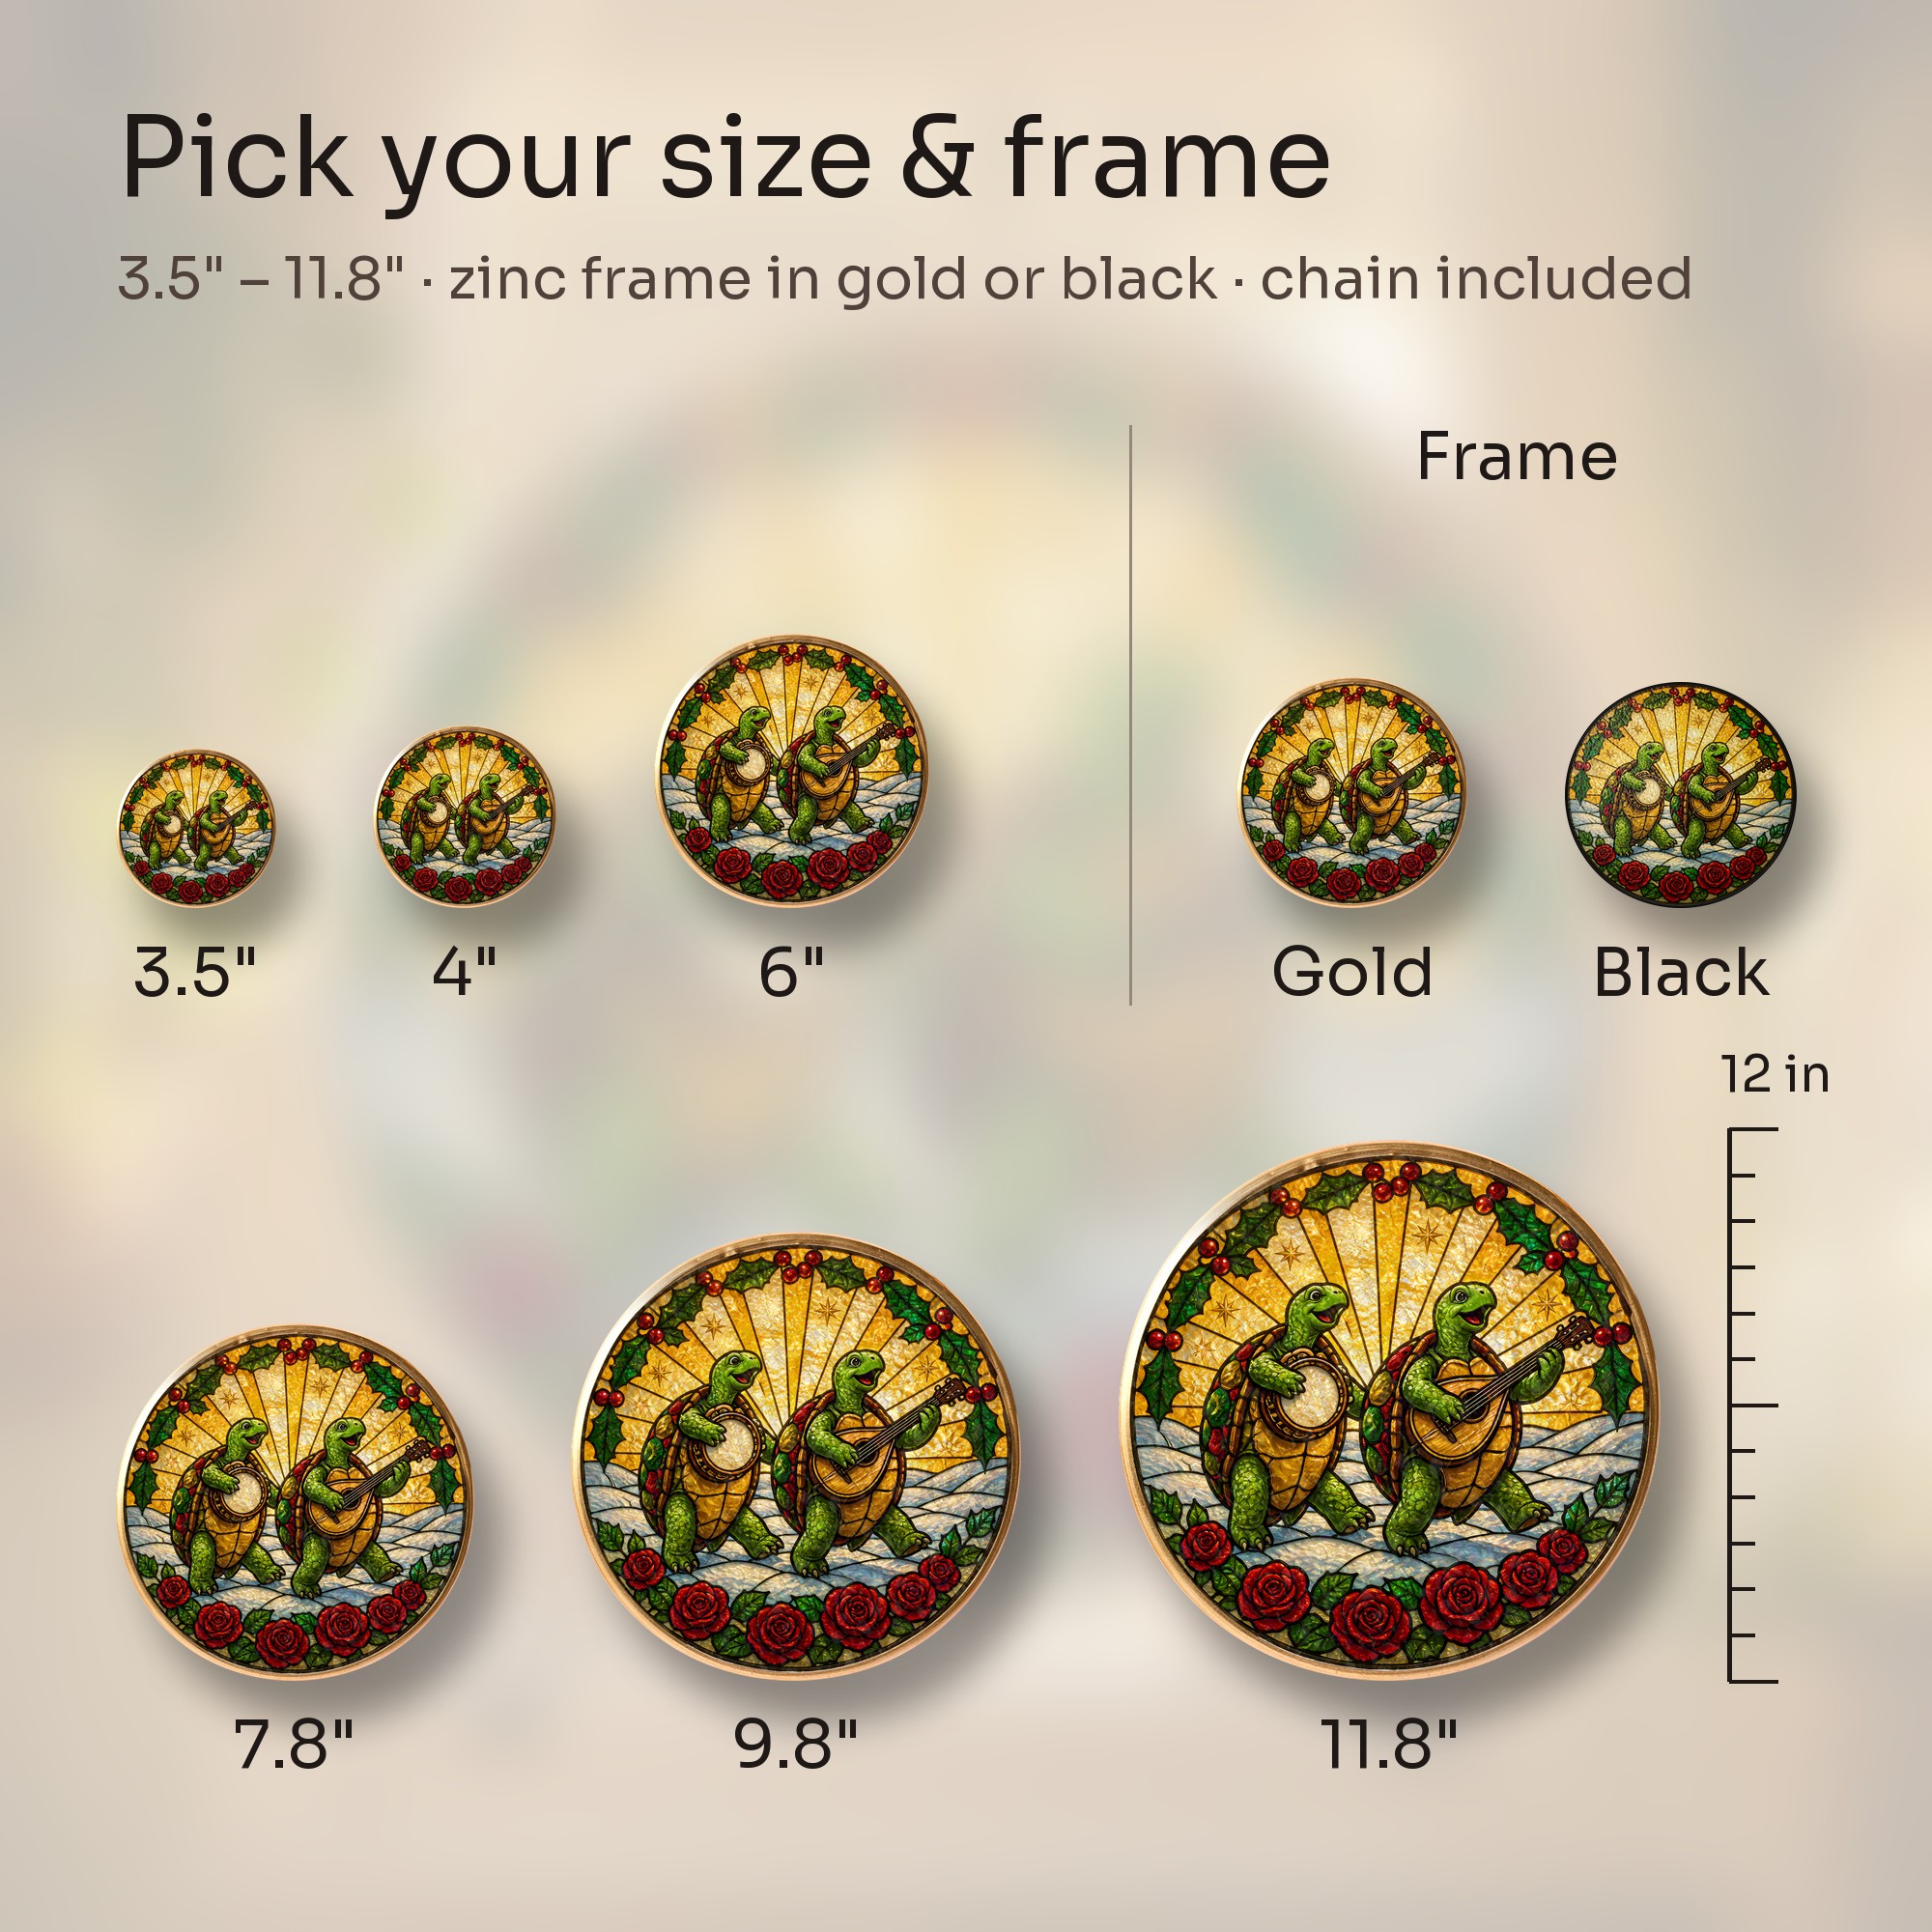 Pick your size & frame
3.5" – 11.8" · zinc frame in gold or black · chain included
Frame
3.5"
4"
6"
Gold
Black
12 in
7.8"
9.8"
11.8"